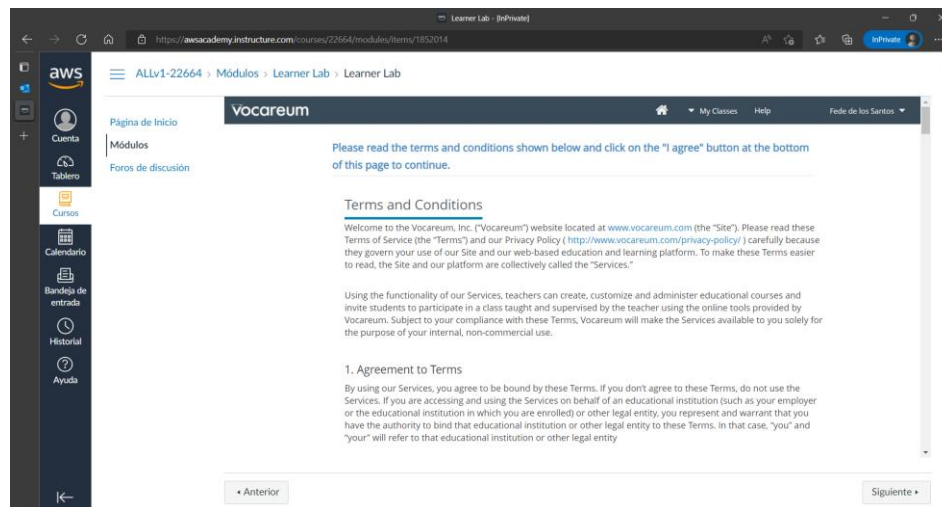 Learner Lab - [InPrivate]
https://awsacademy.instructure.com/courses/22664/modules/items/1852014
InPrivate
aws
ALLv1-22664 > Módulos > Learner Lab > Learner Lab
Cuenta
Tablero
Cursos
Calendario
Bandeja de
entrada
Historial
Ayuda
Página de Inicio
Módulos
Foros de discusión
vocareum
My Classes
Help
Fede de los Santos
Please read the terms and conditions shown below and click on the "I agree" button at the bottom
of this page to continue.
Terms and Conditions
Welcome to the Vocareum, Inc. ("Vocareum") website located at www.vocareum.com (the "Site"). Please read these
Terms of Service (the "Terms") and our Privacy Policy ( http://www.vocareum.com/privacy-policy/ ) carefully because
they govern your use of our Site and our web-based education and learning platform. To make these Terms easier
to read, the Site and our platform are collectively called the "Services."
Using the functionality of our Services, teachers can create, customize and administer educational courses and
invite students to participate in a class taught and supervised by the teacher using the online tools provided by
Vocareum. Subject to your compliance with these Terms, Vocareum will make the Services available to you solely for
the purpose of your internal, non-commercial use.
1. Agreement to Terms
By using our Services, you agree to be bound by these Terms. If you don't agree to these Terms, do not use the
Services. If you are accessing and using the Services on behalf of an educational institution (such as your employer
or the educational institution in which you are enrolled) or other legal entity, you represent and warrant that you
have the authority to bind that educational institution or other legal entity to these Terms. In that case, "you" and
"your" will refer to that educational institution or other legal entity
Anterior
Siguiente